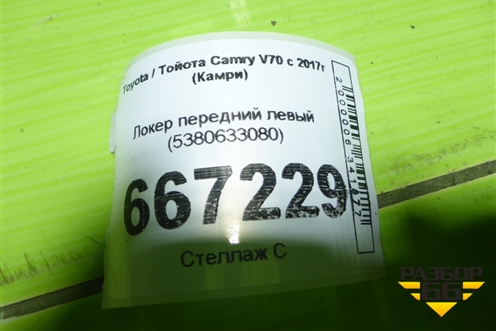 Toyota / Тойота Camry V70 с 2017г
(Камри)
Локер передний левый
(5380633080)
667229
Стеллаж С
РАЗБОР
66